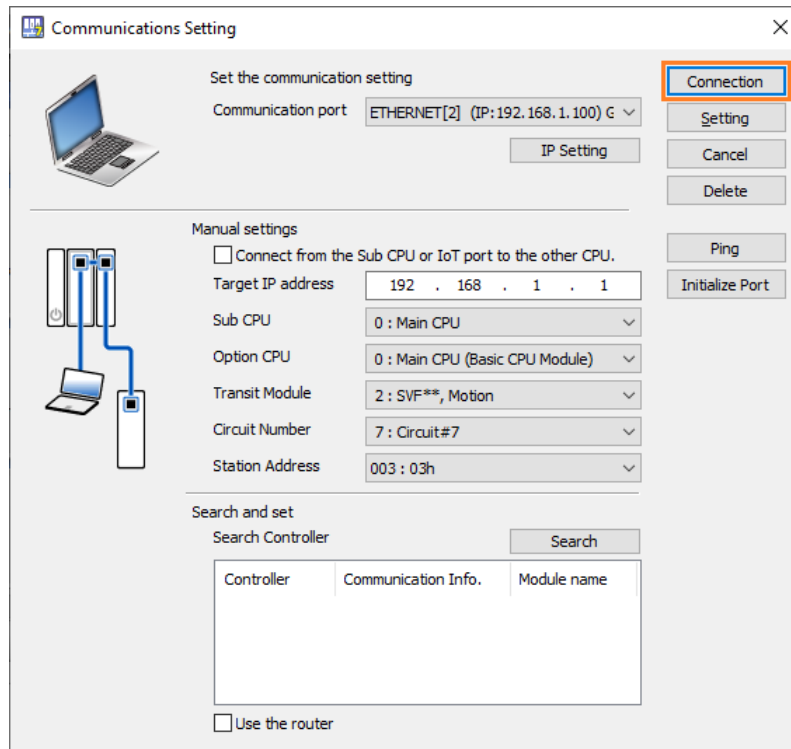 Communications Setting
Set the communication setting
Connection
Communication port ETHERNET[2] (IP:192.168.1.100) G
Setting
IP Setting
Cancel
Delete
Manual settings
Connect from the Sub CPU or IoT port to the other CPU.
Ping
Target IP address 192 . 168 . 1 . 1
Initialize Port
Sub CPU 0 : Main CPU
Option CPU 0 : Main CPU (Basic CPU Module)
Transit Module 2 : SVF**, Motion
Circuit Number 7 : Circuit#7
Station Address 003 : 03h
Search and set
Search Controller Search
Controller Communication Info. Module name
Use the router